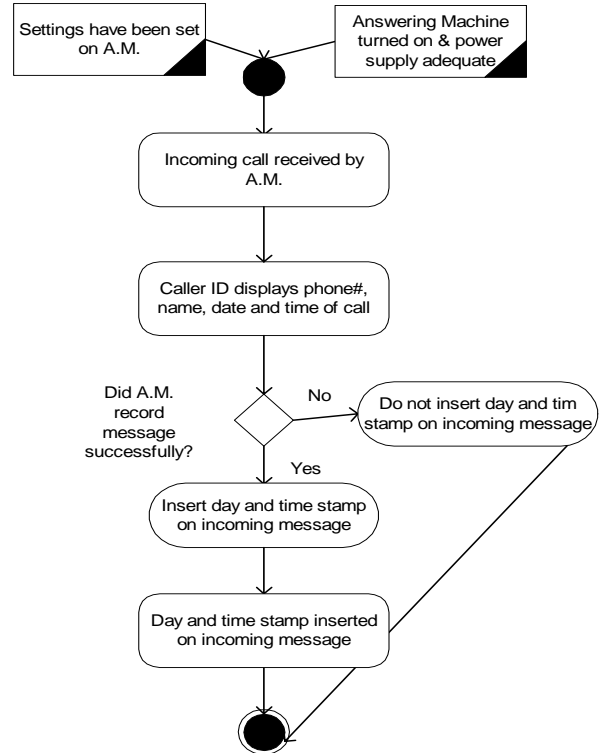 Settings have been set
on A.M.
Answering Machine
turned on & power
supply adequate
Incoming call received by
A.M.
Caller ID displays phone#,
name, date and time of call
Did A.M.
record
message
successfully?
No
Do not insert day and tim
stamp on incoming message
Yes
Insert day and time stamp
on incoming message
Day and time stamp inserted
on incoming message